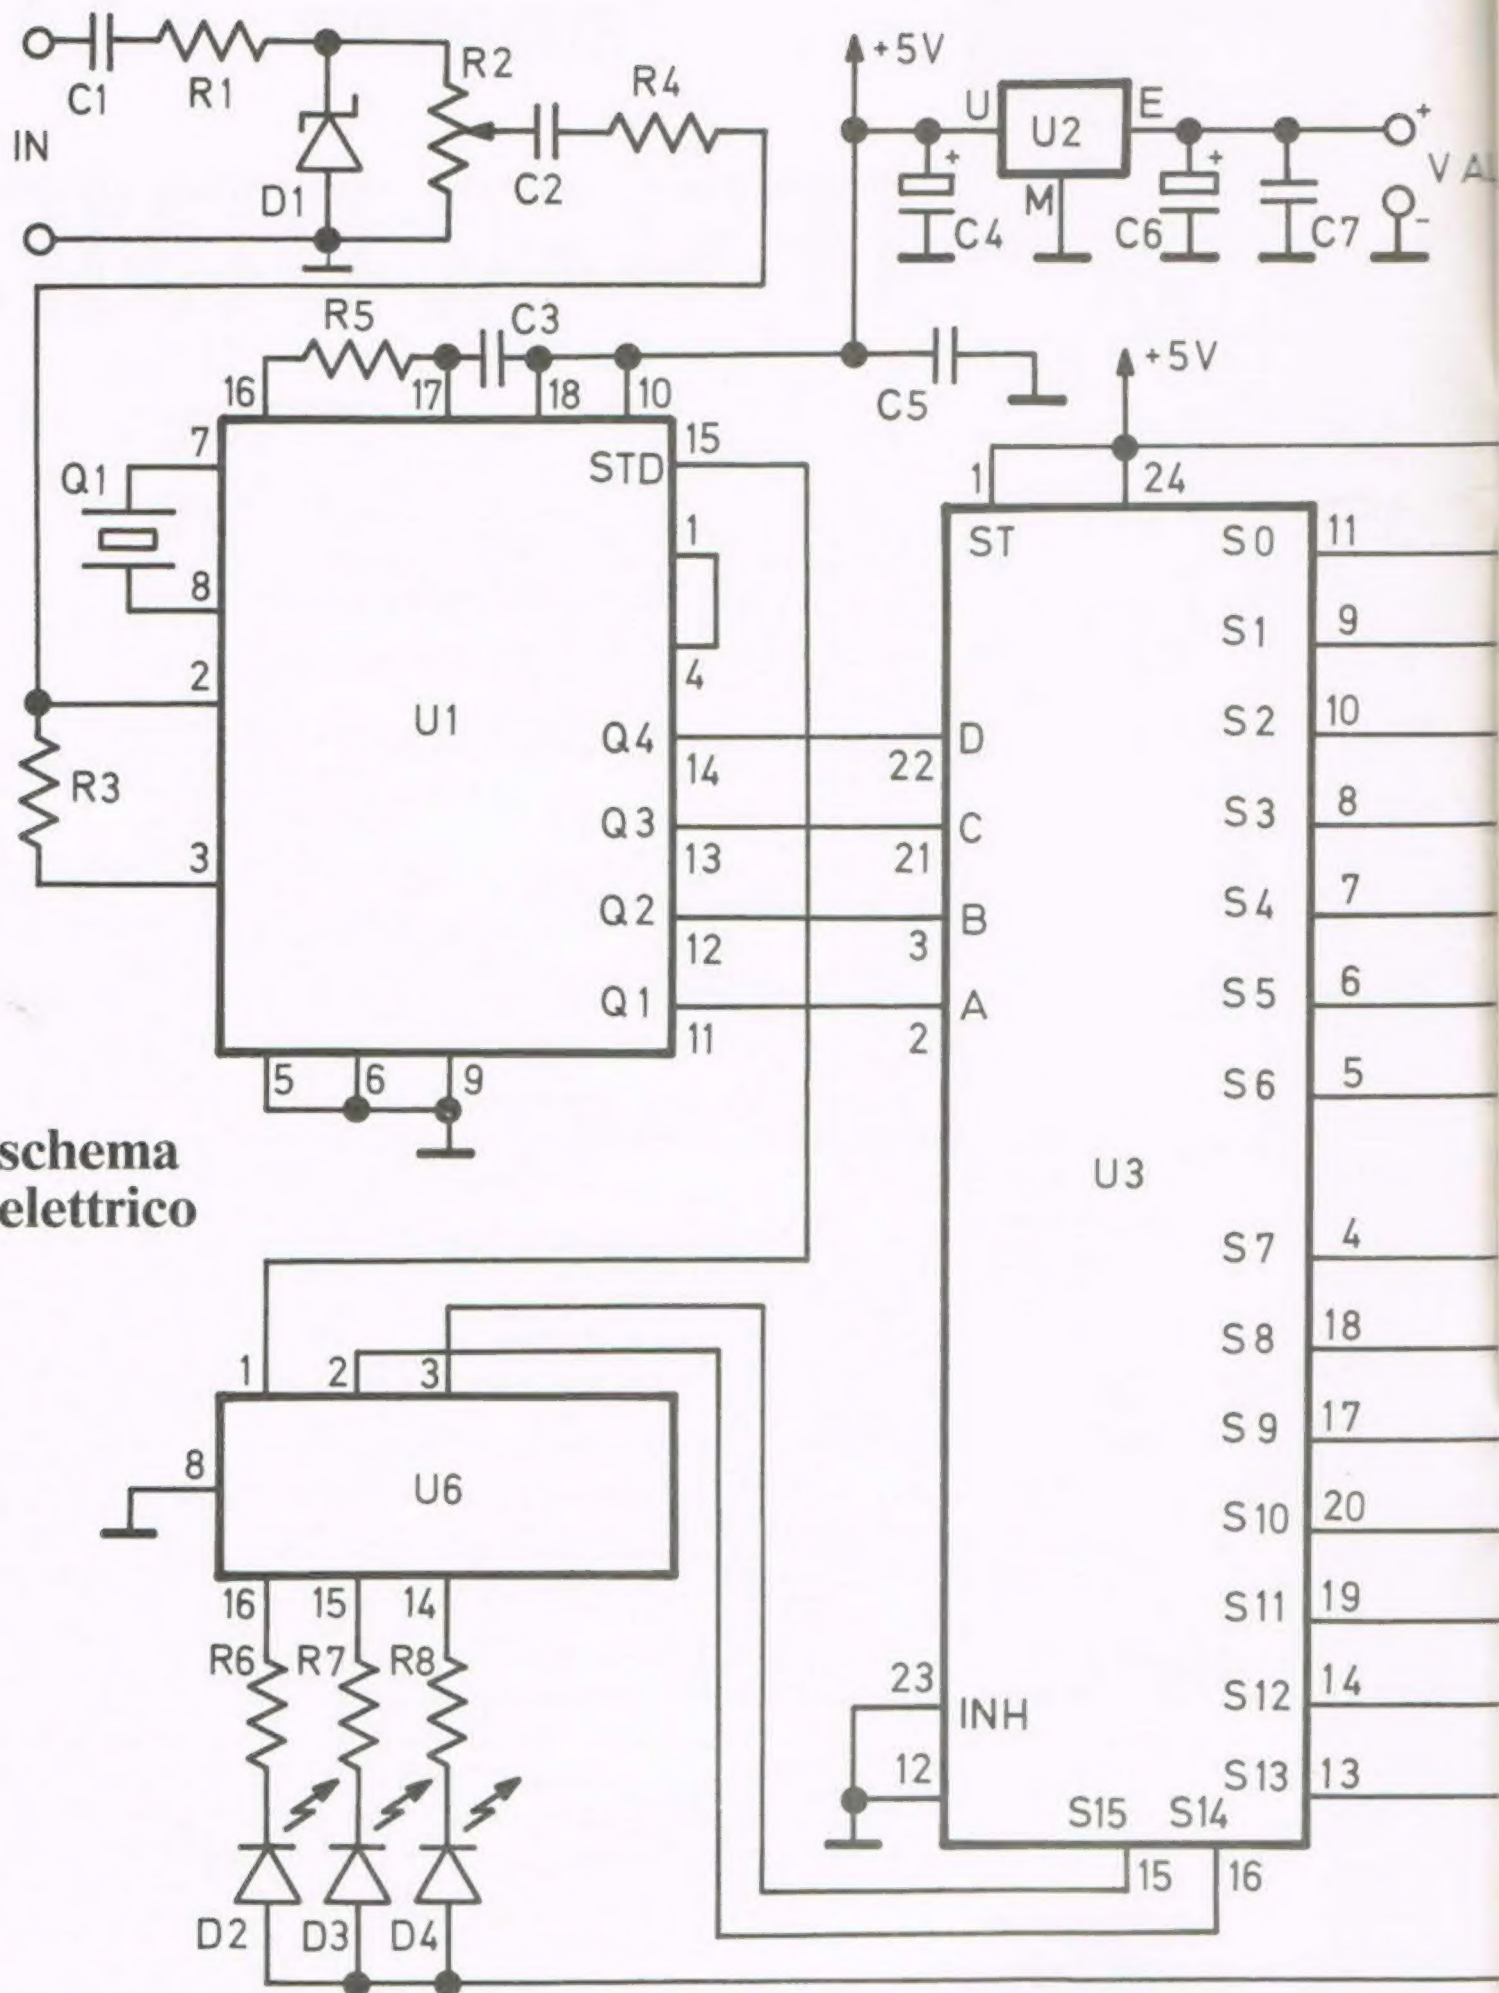 C1
R1
R2
R4
IN
D1
C2
+5V
U
U2
E
+
+
+
V AL
M
C4
C6
C7
-
R5
C3
C5
+5V
16
17
18
10
7
Q1
8
2
R3
3
U1
STD
15
1
4
Q4
14
Q3
13
Q2
12
Q1
11
5
6
9
1
24
ST
22
D
21
C
3
B
2
A
U3
S0
11
S1
9
S2
10
S3
8
S4
7
S5
6
S6
5
S7
4
S8
18
S9
17
S10
20
S11
19
S12
14
S13
13
23
INH
12
S15
S14
15
16
schema
elettrico
1
2
3
8
U6
16
15
14
R6
R7
R8
D2
D3
D4